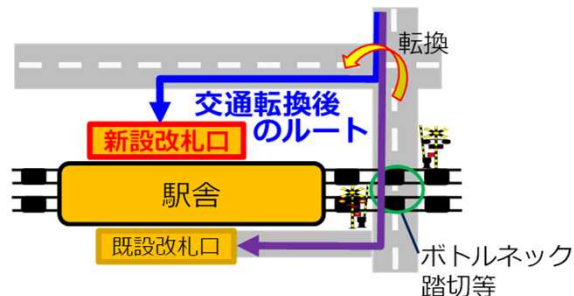 転換
交通転換後
のルート
新設改札口
駅舎
既設改札口
ボトルネック
踏切等